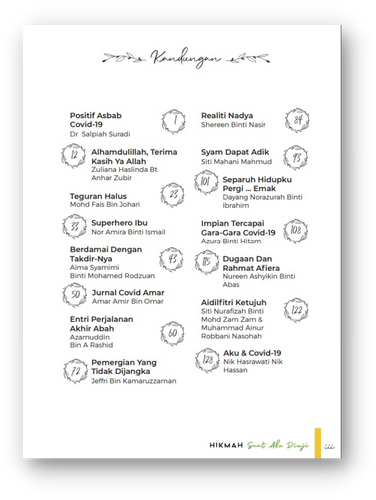 Kandungan
Positif Asbab
Covid-19
Dr Salpiah Suradi
1
12
Alhamdulillah, Terima
Kasih Ya Allah
Zuliana Haslinda Bt
Anhar Zubir
Teguran Halus
Mohd Fais Bin Johari
23
33
Superhero Ibu
Nor Amira Binti Ismail
Berdamai Dengan
Takdir-Nya
Aima Syamimi
Binti Mohamed Rodzuan
43
50
Jurnal Covid Amar
Amar Amir Bin Omar
Entri Perjalanan
Akhir Abah
Azamuddin
Bin A Rashid
60
72
Pemergian Yang
Tidak Dijangka
Jeffri Bin Kamaruzzaman
Realiti Nadya
Shereen Binti Nasir
84
Syam Dapat Adik
Siti Mahani Mahmud
93
101
Separuh Hidupku
Pergi ... Emak
Dayang Norazurah Binti
Ibrahim
Impian Tercapai
Gara-Gara Covid-19
Azura Binti Hitam
108
115
Dugaan Dan
Rahmat Afiera
Nureen Ashyikin Binti
Abas
Aidilfitri Ketujuh
Siti Nurafizah Binti
Mohd Zam Zam &
Muhammad Ainur
Robbani Nasohah
122
128
Aku & Covid-19
Nik Hasrawati Nik
Hassan
HIKMAH Saat Ala Diuji
iii